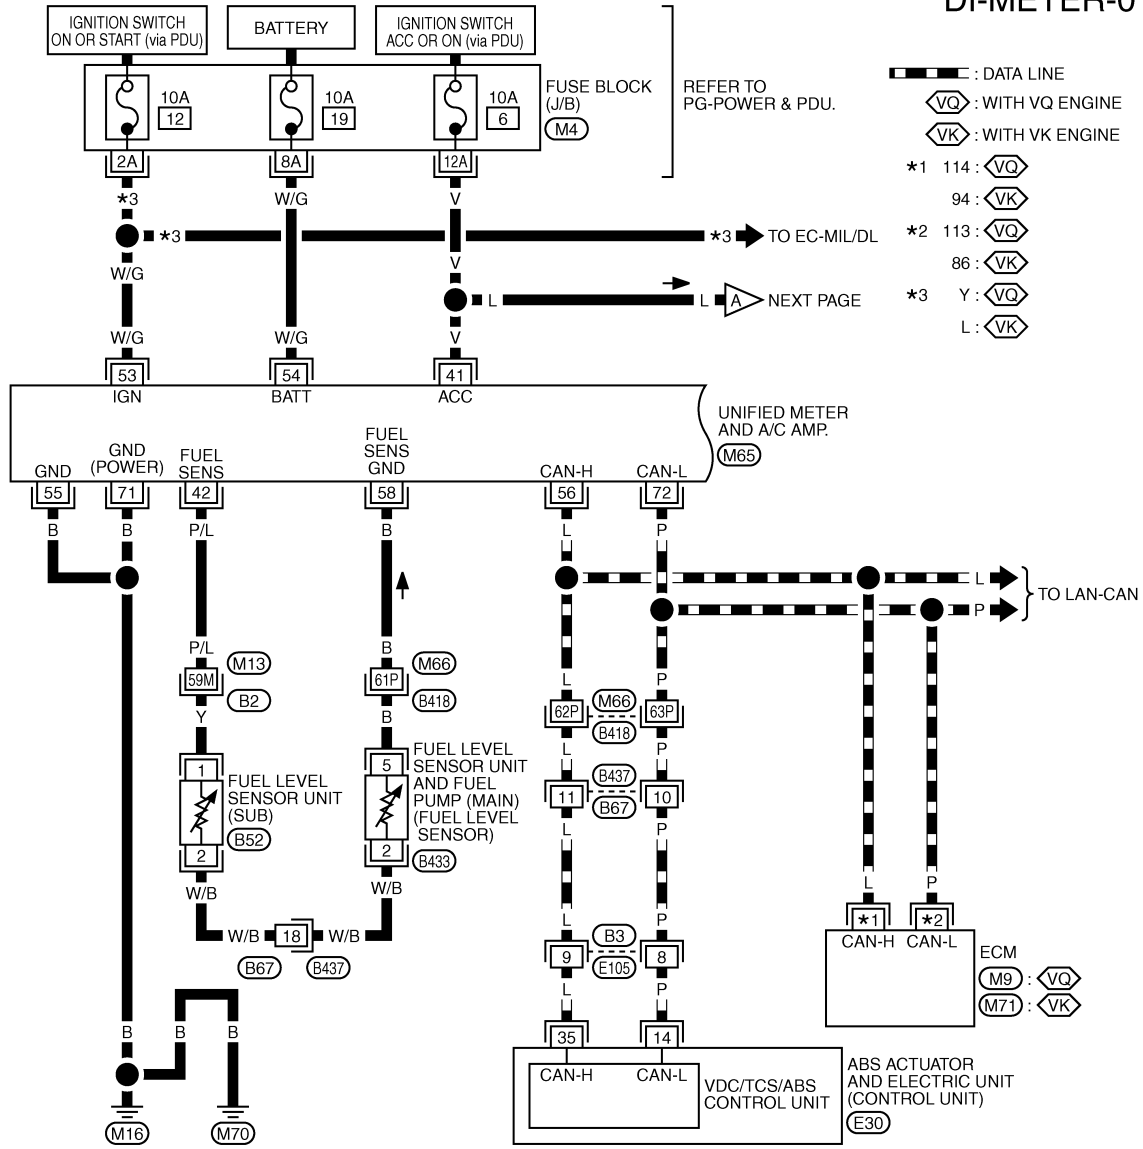 DI-METER-0
IGNITION SWITCH
ON OR START (via PDU)
BATTERY
IGNITION SWITCH
ACC OR ON (via PDU)
10A
12
10A
19
10A
6
FUSE BLOCK
(J/B)
M4
REFER TO
PG-POWER & PDU.
: DATA LINE
VQ : WITH VQ ENGINE
VK : WITH VK ENGINE
*1 114 : VQ
94 : VK
*2 113 : VQ
86 : VK
*3 Y : VQ
L : VK
2A 8A 12A
*3 W/G V
*3 *3 TO EC-MIL/DL
W/G V
L L A NEXT PAGE
W/G W/G V
53 54 41
IGN BATT ACC
UNIFIED METER
AND A/C AMP.
M65
GND
GND
(POWER)
FUEL
SENS
FUEL
SENS
GND
CAN-H CAN-L
55 71 42 58 56 72
B B P/L B L P
L
P
TO LAN-CAN
P/L B
M13
59M
B2
M66
61P
B418
Y B
L P
M66
62P 63P
B418
L P
1
FUEL LEVEL
SENSOR UNIT
(SUB)
B52
2
5
FUEL LEVEL
SENSOR UNIT
AND FUEL
PUMP (MAIN)
(FUEL LEVEL
SENSOR)
B433
2
B437
11 10
B67
L P
W/B W/B
W/B 18 W/B
B67 B437
L P
B3
9 8
E105
L P
L P
*1 *2
CAN-H CAN-L
ECM
M9 : VQ
M71 : VK
B B B
M16 M70
35 14
CAN-H CAN-L
VDC/TCS/ABS
CONTROL UNIT
ABS ACTUATOR
AND ELECTRIC UNIT
(CONTROL UNIT)
E30